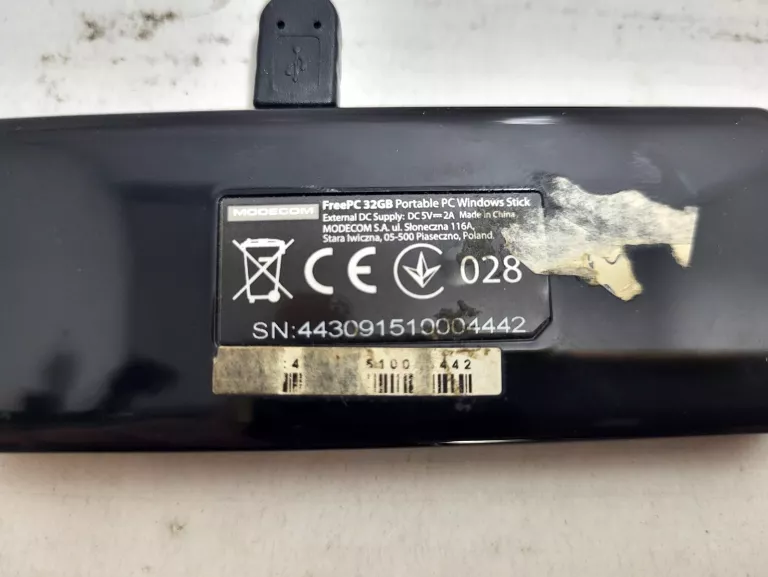 MODECOM
FreePC 32GB Portable PC Windows Stick
External DC Supply: DC 5V⎓2A Made in China
MODECOM S.A. ul. Słoneczna 116A,
Stara Iwiczna, 05-500 Piaseczno, Poland.
CE 028
SN:443091510004442
4 5100 442